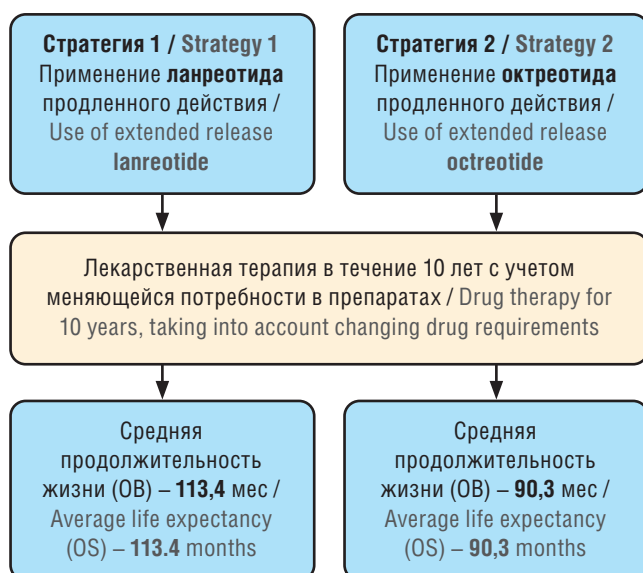 Стратегия 1 / Strategy 1
Применение ланреотида
продленного действия /
Use of extended release
lanreotide
Стратегия 2 / Strategy 2
Применение октреотида
продленного действия /
Use of extended release
octreotide
Лекарственная терапия в течение 10 лет с учетом
меняющейся потребности в препаратах / Drug therapy for
10 years, taking into account changing drug requirements
Средняя
продолжительность
жизни (ОВ) – 113,4 мес /
Average life expectancy
(OS) – 113.4 months
Средняя
продолжительность
жизни (ОВ) – 90,3 мес /
Average life expectancy
(OS) – 90,3 months